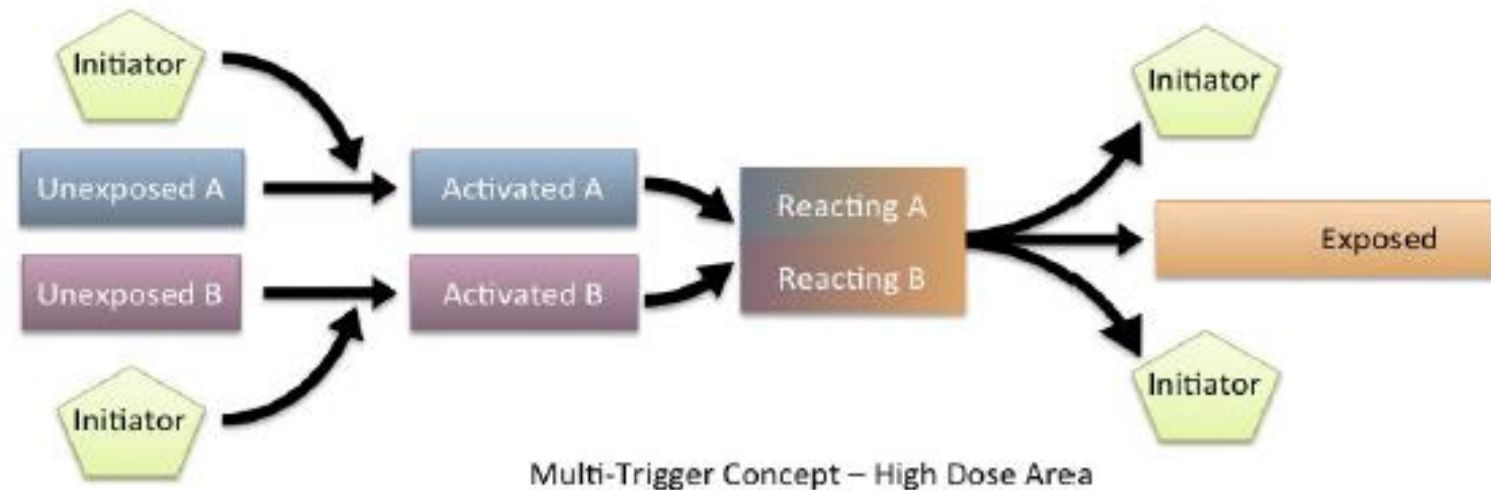 Initiator
Initiator
Unexposed A
Activated A
Reacting A
Exposed
Unexposed B
Activated B
Reacting B
Initiator
Initiator
Multi-Trigger Concept – High Dose Area